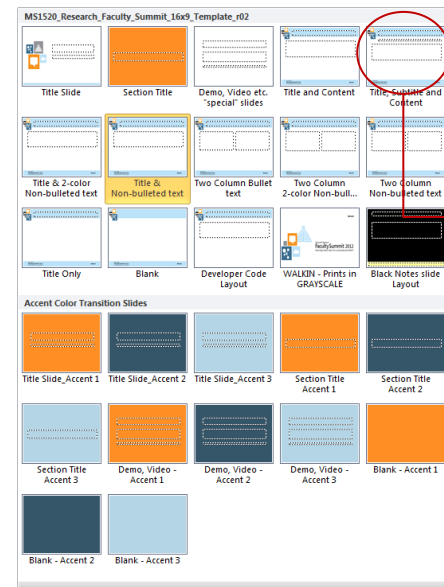 MS1520_Research_Faculty_Summit_16x9_Template_r02
Title Slide
Section Title
Demo, Video etc.
"special" slides
Title and Content
Title, Subtitle and
Content
Title & 2-color
Non-bulleted text
Title &
Non-bulleted text
Two Column Bullet
text
Two Column
2-color Non-bull...
Two Column
Non-bulleted text
Title Only
Blank
Developer Code
Layout
FacultySummit 2012
WALKIN - Prints in
GRAYSCALE
Black Notes slide
Layout
Accent Color Transition Slides
Title Slide_Accent 1
Title Slide_Accent 2
Title Slide_Accent 3
Section Title
Accent 1
Section Title
Accent 2
Section Title
Accent 3
Demo, Video -
Accent 1
Demo, Video -
Accent 2
Demo, Video -
Accent 3
Blank - Accent 1
Blank - Accent 2
Blank - Accent 3